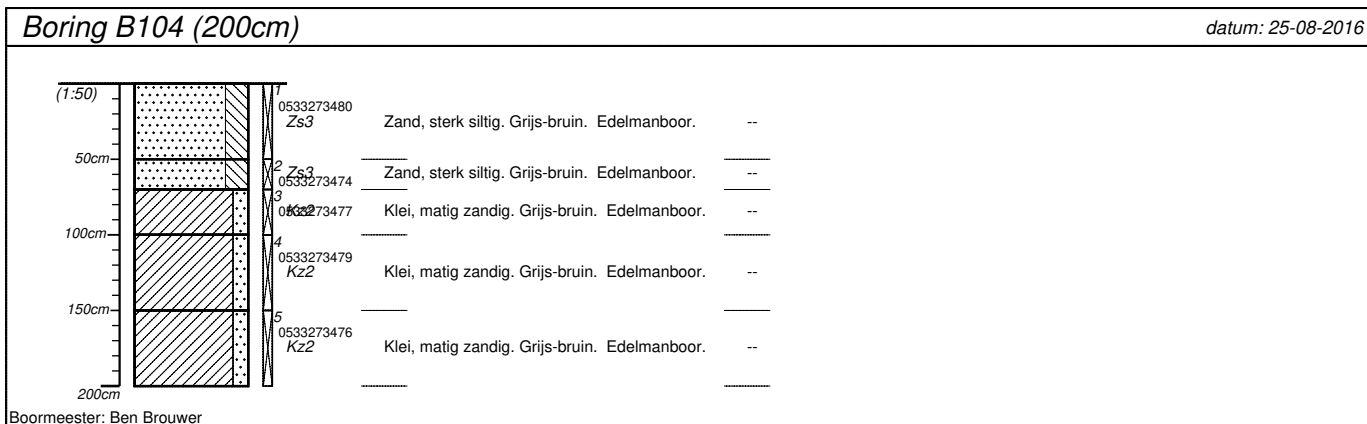 Boring B104 (200cm) datum: 25-08-2016
(1:50)
1
0533273480
Zs3 Zand, sterk siltig. Grijs-bruin. Edelmanboor. --
50cm
2 Zs3 Zand, sterk siltig. Grijs-bruin. Edelmanboor. --
0533273474
3
0533273477 Kz2 Klei, matig zandig. Grijs-bruin. Edelmanboor. --
100cm
4
0533273479
Kz2 Klei, matig zandig. Grijs-bruin. Edelmanboor. --
150cm
5
0533273476
Kz2 Klei, matig zandig. Grijs-bruin. Edelmanboor. --
200cm
Boormeester: Ben Brouwer